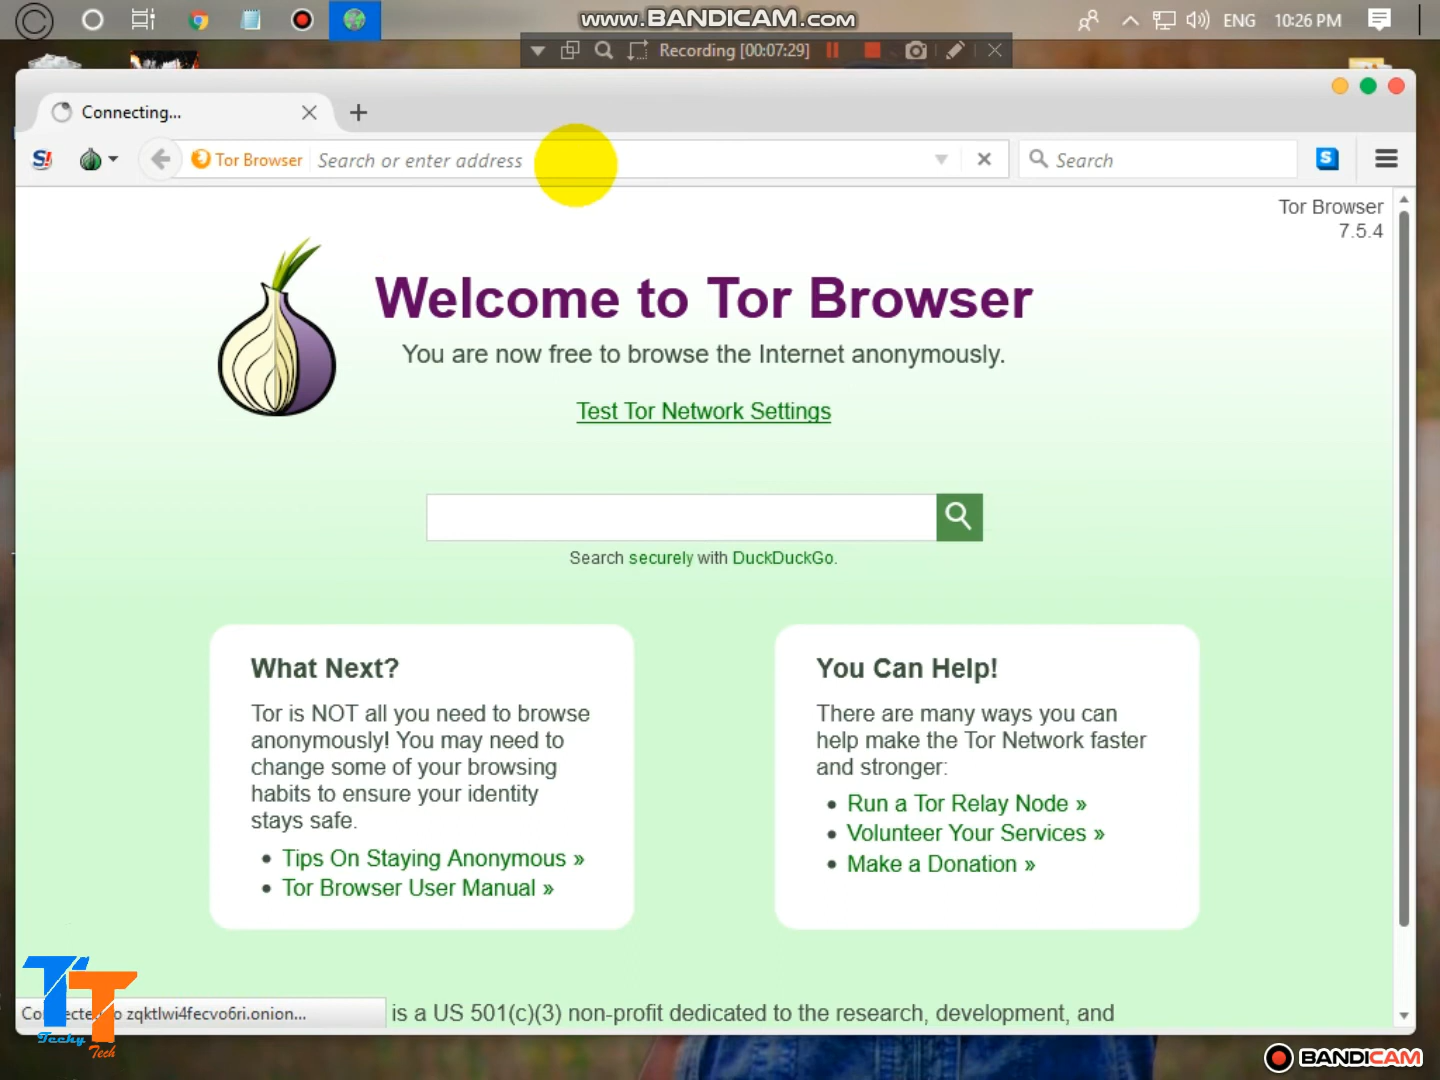 www.BANDICAM.com
ENG 10:26 PM
Recording [00:07:29]
Connecting...
S!
Tor Browser Search or enter address
Search
S
Tor Browser
7.5.4
Welcome to Tor Browser
You are now free to browse the Internet anonymously.
Test Tor Network Settings
Search securely with DuckDuckGo.
What Next?
Tor is NOT all you need to browse
anonymously! You may need to
change some of your browsing
habits to ensure your identity
stays safe.
Tips On Staying Anonymous »
Tor Browser User Manual »
You Can Help!
There are many ways you can
help make the Tor Network faster
and stronger:
Run a Tor Relay Node »
Volunteer Your Services »
Make a Donation »
zqktlwi4fecvo6ri.onion...
is a US 501(c)(3) non-profit dedicated to the research, development, and
TT
Techy
Tech
BANDICAM